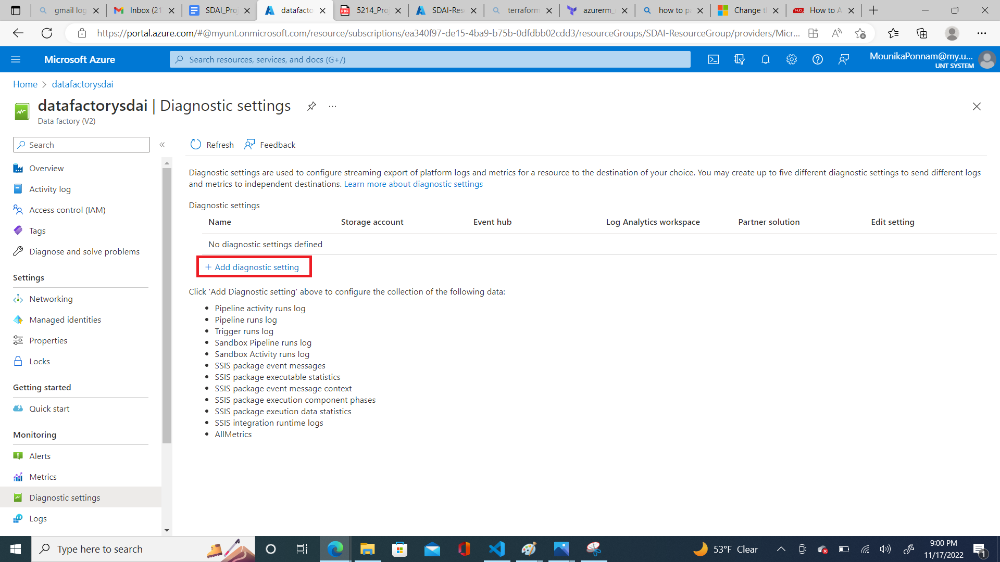 gmail log
Inbox (21
SDAI_Pro
datafacto
5214_Proj
SDAI-Res
terraform
azurerm_
how to pa
Change t
How to A
https://portal.azure.com/#@myunt.onmicrosoft.com/resource/subscriptions/ea340f97-de15-4ba9-b75b-0dfdbb02cdd3/resourceGroups/SDAI-ResourceGroup/providers/Micr...
Microsoft Azure
Search resources, services, and docs (G+/)
MounikaPonnam@my.u...
UNT SYSTEM
Home > datafactorysdai
datafactorysdai | Diagnostic settings
Data factory (V2)
Search
Refresh
Feedback
Overview
Activity log
Access control (IAM)
Tags
Diagnose and solve problems
Settings
Networking
Managed identities
Properties
Locks
Getting started
Quick start
Monitoring
Alerts
Metrics
Diagnostic settings
Logs
Diagnostic settings are used to configure streaming export of platform logs and metrics for a resource to the destination of your choice. You may create up to five different diagnostic settings to send different logs
and metrics to independent destinations. Learn more about diagnostic settings
Diagnostic settings
Name
Storage account
Event hub
Log Analytics workspace
Partner solution
Edit setting
No diagnostic settings defined
+ Add diagnostic setting
Click 'Add Diagnostic setting' above to configure the collection of the following data:
• Pipeline activity runs log
• Pipeline runs log
• Trigger runs log
• Sandbox Pipeline runs log
• Sandbox Activity runs log
• SSIS package event messages
• SSIS package executable statistics
• SSIS package event message context
• SSIS package execution component phases
• SSIS package exeution data statistics
• SSIS integration runtime logs
• AllMetrics
Type here to search
53°F Clear
9:00 PM
11/17/2022
1